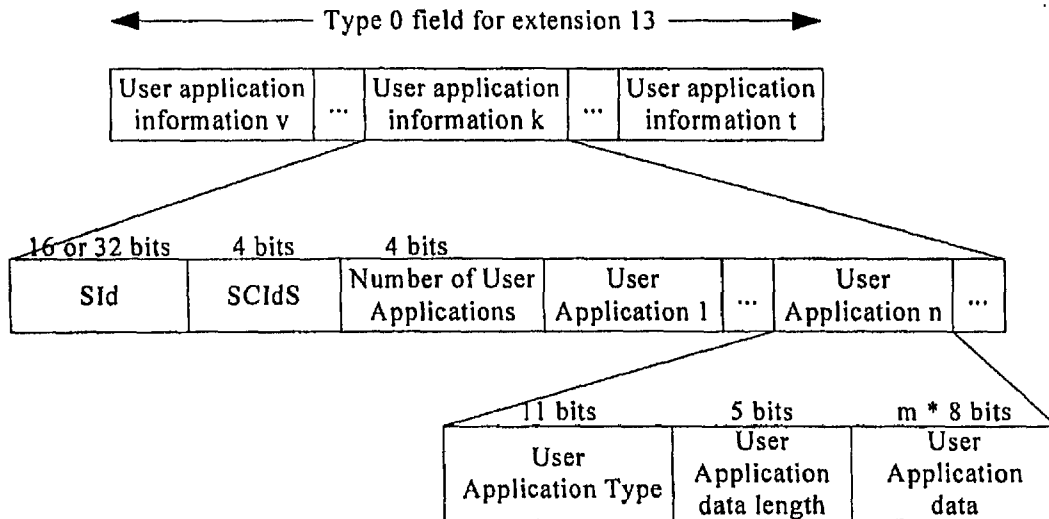 Type 0 field for extension 13
User application
information v
...
User application
information k
...
User application
information t
16 or 32 bits
4 bits
4 bits
SId
SCIdS
Number of User
Applications
User
Application 1
...
User
Application n
...
11 bits
5 bits
m * 8 bits
User
Application Type
User
Application
data length
User
Application
data